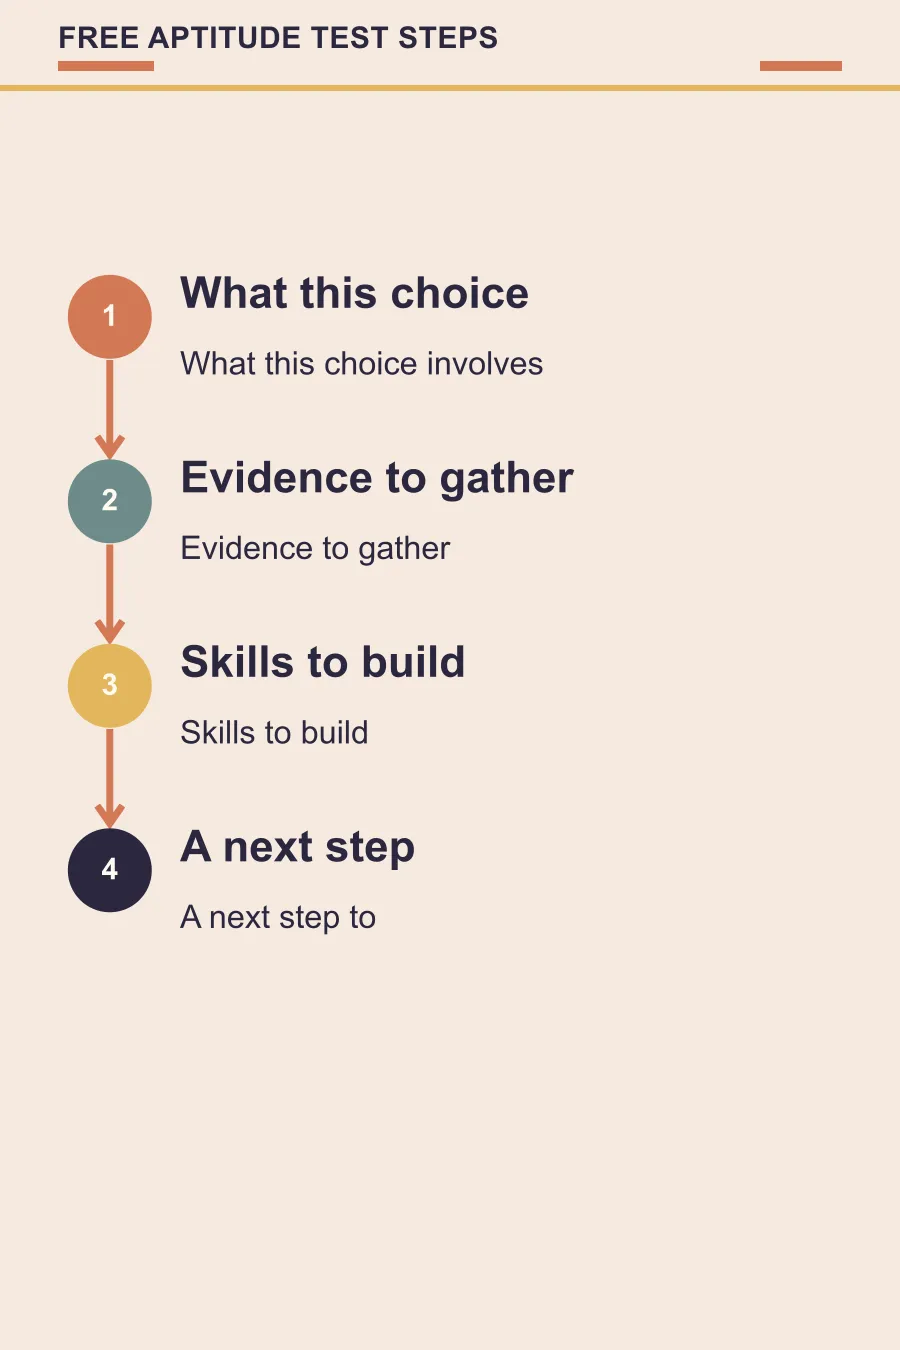 FREE APTITUDE TEST STEPS
1
What this choice
What this choice involves
2
Evidence to gather
Evidence to gather
3
Skills to build
Skills to build
4
A next step
A next step to